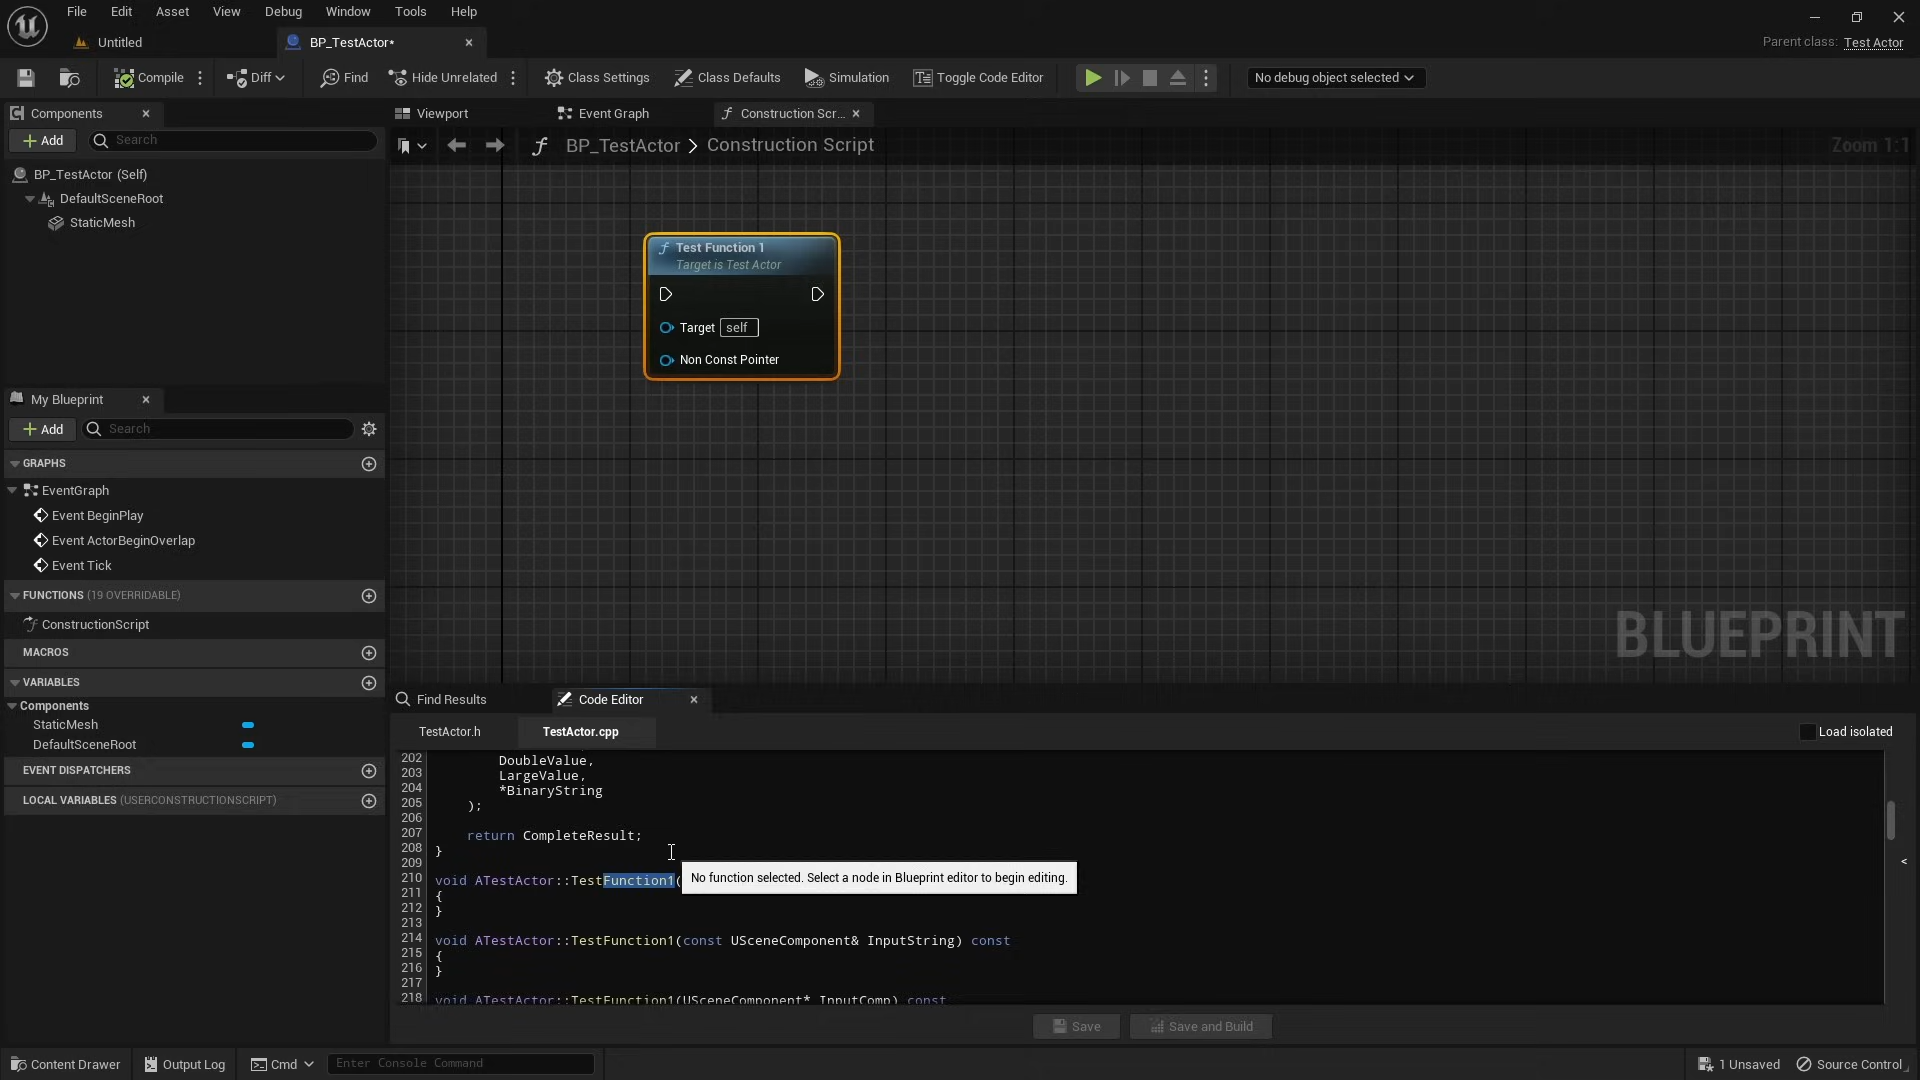 File Edit Asset View Debug Window Tools Help
Untitled
BP_TestActor*
Parent class: Test Actor
Compile
Diff
Find
Hide Unrelated
Class Settings
Class Defaults
Simulation
Toggle Code Editor
No debug object selected
Components
Add
Search
BP_TestActor (Self)
DefaultSceneRoot
StaticMesh
My Blueprint
Add
Search
GRAPHS
EventGraph
Event BeginPlay
Event ActorBeginOverlap
Event Tick
FUNCTIONS (19 OVERRIDABLE)
ConstructionScript
MACROS
VARIABLES
Components
StaticMesh
DefaultSceneRoot
EVENT DISPATCHERS
LOCAL VARIABLES (USERCONSTRUCTIONSCRIPT)
Viewport
Event Graph
Construction Scr...
BP_TestActor > Construction Script
Zoom 1:1
Test Function 1
Target is Test Actor
Target self
Non Const Pointer
BLUEPRINT
Find Results
Code Editor
TestActor.h
TestActor.cpp
Load isolated
202 DoubleValue,
203 LargeValue,
204 *BinaryString
205 );
206
207 return CompleteResult;
208 }
209
210 void ATestActor::TestFunction1(
No function selected. Select a node in Blueprint editor to begin editing.
211 {
212 }
213
214 void ATestActor::TestFunction1(const USceneComponent& InputString) const
215 {
216 }
217
218 void ATestActor::TestFunction1(USceneComponent* InputComp) const
<
Save
Save and Build
Content Drawer
Output Log
Cmd
Enter Console Command
1 Unsaved
Source Control